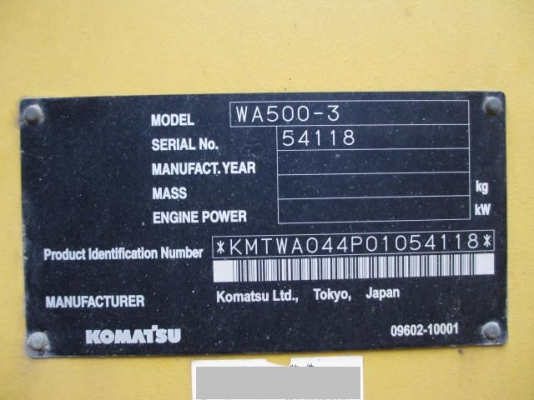 MODEL WA500-3
SERIAL No. 54118
MANUFACT. YEAR
MASS kg
ENGINE POWER kW
Product Identification Number *KMTWA044P01054118*
MANUFACTURER Komatsu Ltd., Tokyo, Japan
KOMATSU 09602-10001